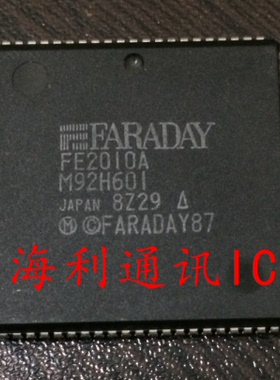 FARADAY
FE2010A
M92H601
JAPAN 8Z29 Δ
Ⓜ ©FARADAY87
海利通讯IC